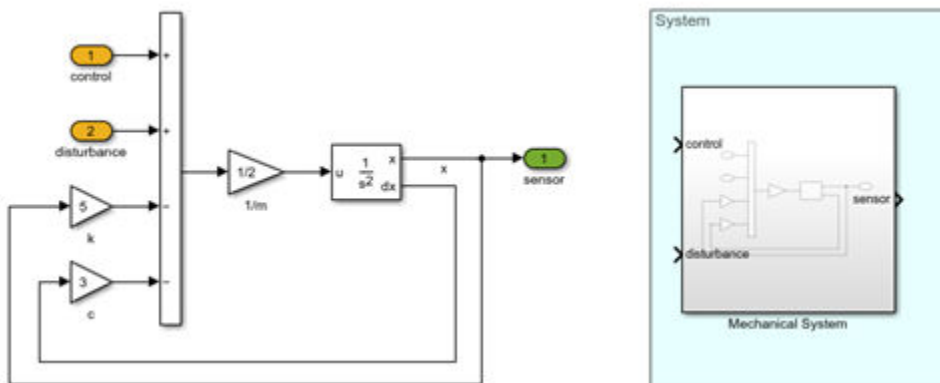 1
control
+
2
disturbance
+
5
k
−
3
c
−
1/2
1/m
u
1
s²
x
dx
x
1
sensor
System
control
disturbance
sensor
Mechanical System